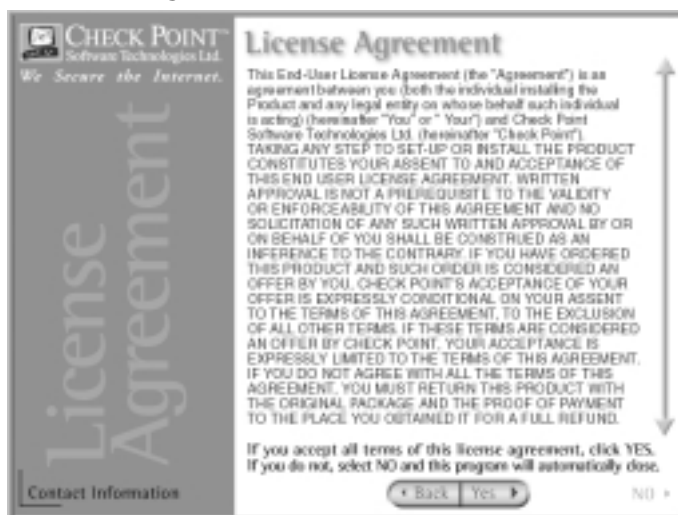 CHECK POINT™
Software Technologies Ltd.
We Secure the Internet.
License
Agreement
Contact Information
License Agreement
This End-User License Agreement (the "Agreement") is an
agreement between you (both the individual installing the
Product and any legal entity on whose behalf such individual
is acting) (hereinafter "You" or " Your") and Check Point
Software Technologies Ltd. (hereinafter "Check Point").
TAKING ANY STEP TO SET-UP OR INSTALL THE PRODUCT
CONSTITUTES YOUR ASSENT TO AND ACCEPTANCE OF
THIS END USER LICENSE AGREEMENT. WRITTEN
APPROVAL IS NOT A PREREQUISITE TO THE VALIDITY
OR ENFORCEABILITY OF THIS AGREEMENT AND NO
SOLICITATION OF ANY SUCH WRITTEN APPROVAL BY OR
ON BEHALF OF YOU SHALL BE CONSTRUED AS AN
INFERENCE TO THE CONTRARY. IF YOU HAVE ORDERED
THIS PRODUCT AND SUCH ORDER IS CONSIDERED AN
OFFER BY YOU, CHECK POINT'S ACCEPTANCE OF YOUR
OFFER IS EXPRESSLY CONDITIONAL ON YOUR ASSENT
TO THE TERMS OF THIS AGREEMENT, TO THE EXCLUSION
OF ALL OTHER TERMS. IF THESE TERMS ARE CONSIDERED
AN OFFER BY CHECK POINT, YOUR ACCEPTANCE IS
EXPRESSLY LIMITED TO THE TERMS OF THIS AGREEMENT.
IF YOU DO NOT AGREE WITH ALL THE TERMS OF THIS
AGREEMENT, YOU MUST RETURN THIS PRODUCT WITH
THE ORIGINAL PACKAGE AND THE PROOF OF PAYMENT
TO THE PLACE YOU OBTAINED IT FOR A FULL REFUND.
If you accept all terms of this license agreement, click YES.
If you do not, select NO and this program will automatically close.
Back
Yes
NO